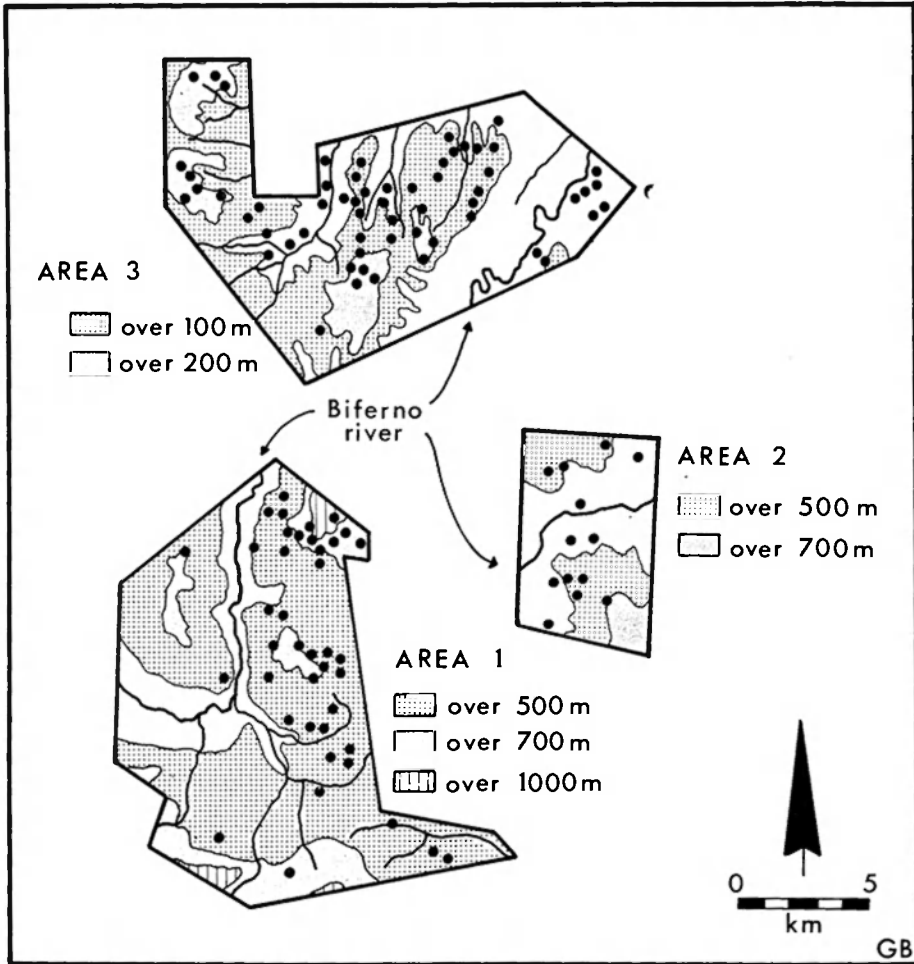 AREA 3
over 100 m
over 200 m
Biferno
river
AREA 2
over 500 m
over 700 m
AREA 1
over 500 m
over 700 m
over 1000 m
0 5
km
GB